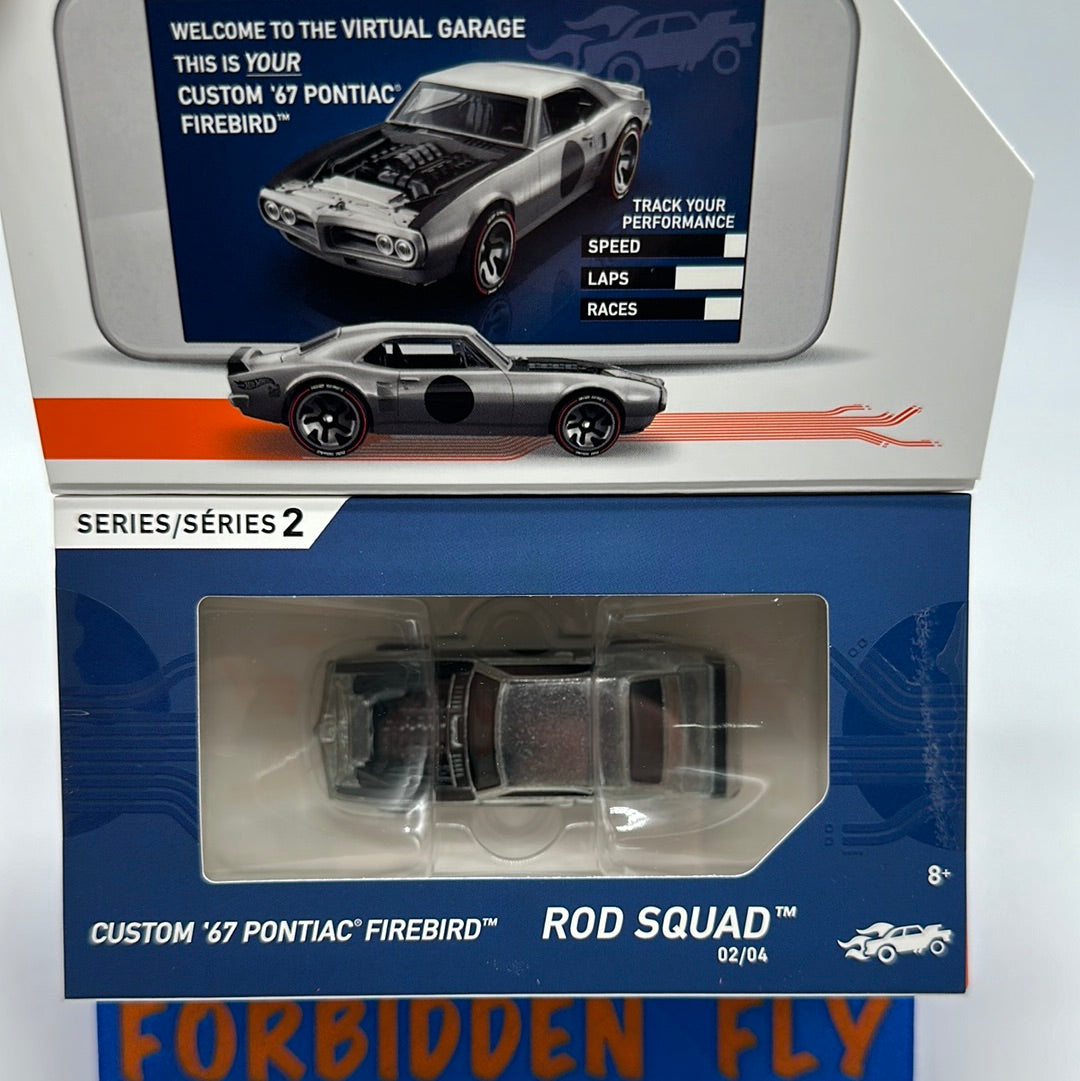 WELCOME TO THE VIRTUAL GARAGE
THIS IS YOUR
CUSTOM '67 PONTIAC®
FIREBIRD™
TRACK YOUR
PERFORMANCE
SPEED
LAPS
RACES
SERIES/SÉRIES 2
8+
CUSTOM '67 PONTIAC® FIREBIRD™
ROD SQUAD™
02/04
FORBIDDEN FLY